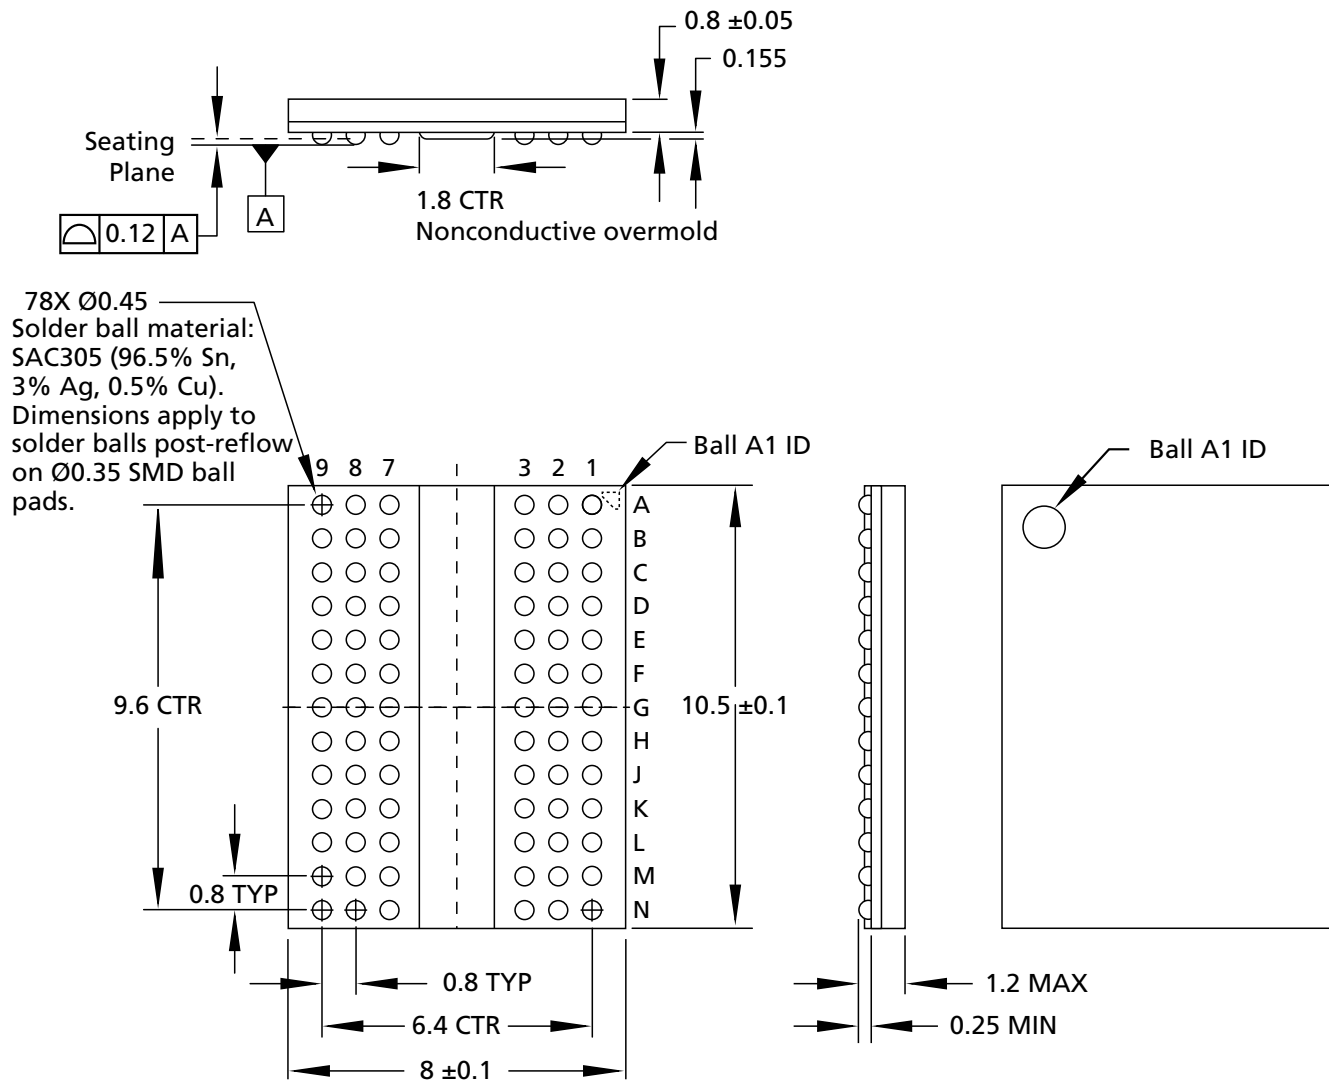 0.8 ±0.05
0.155
Seating
Plane
0.12 A
A
1.8 CTR
Nonconductive overmold
78X Ø0.45
Solder ball material:
SAC305 (96.5% Sn,
3% Ag, 0.5% Cu).
Dimensions apply to
solder balls post-reflow
on Ø0.35 SMD ball
pads.
Ball A1 ID
Ball A1 ID
9 8 7 3 2 1
A
B
C
D
E
F
G
H
J
K
L
M
N
9.6 CTR
10.5 ±0.1
0.8 TYP
0.8 TYP
6.4 CTR
8 ±0.1
1.2 MAX
0.25 MIN